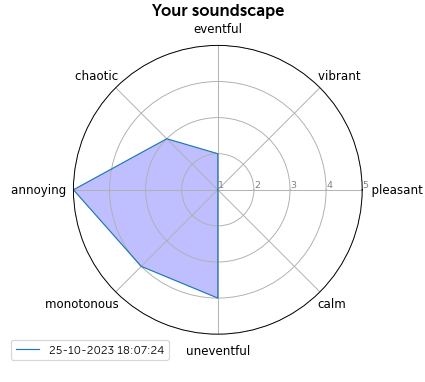 Your soundscape
eventful
chaotic
vibrant
annoying
1
2
3
4
5
pleasant
monotonous
calm
uneventful
25-10-2023 18:07:24